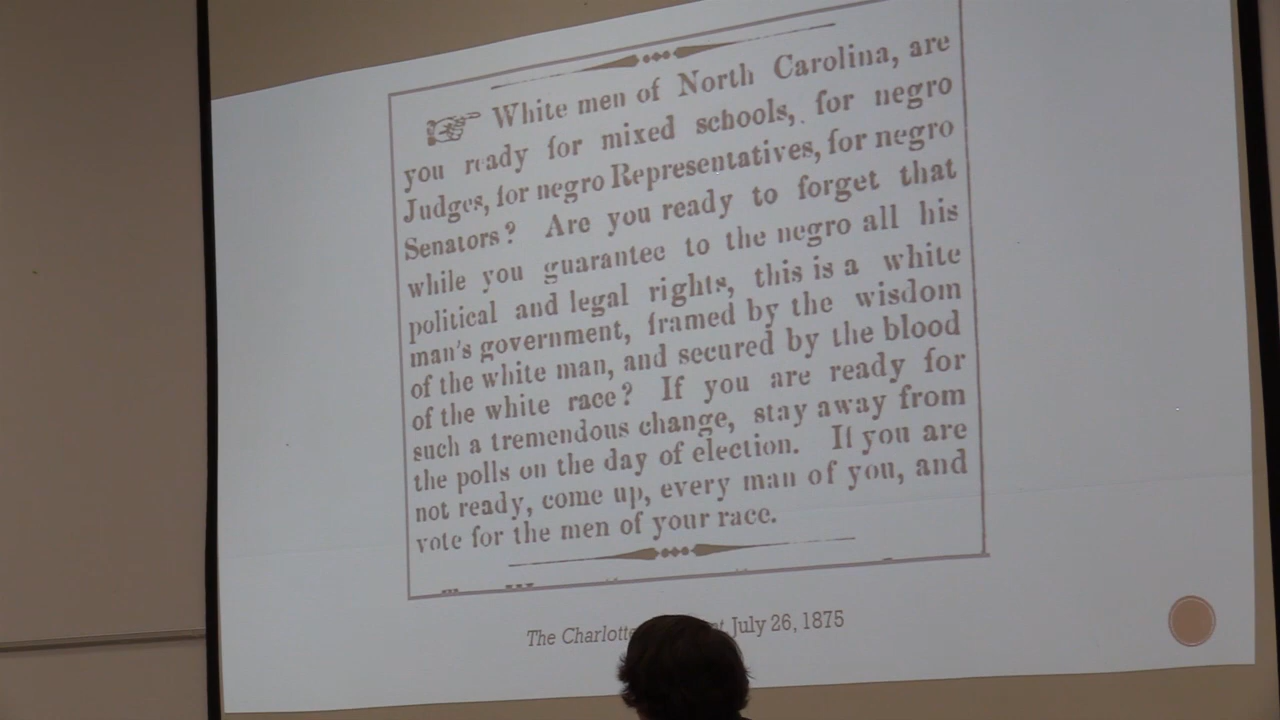 White men of North Carolina, are
you ready for mixed schools, for negro
Judges, for negro Representatives, for negro
Senators? Are you ready to forget that
while you guarantee to the negro all his
political and legal rights, this is a white
man's government, framed by the wisdom
of the white man, and secured by the blood
of the white race? If you are ready for
such a tremendous change, stay away from
the polls on the day of election. If you are
not ready, come up, every man of you, and
vote for the men of your race.
The Charlotte July 26, 1875